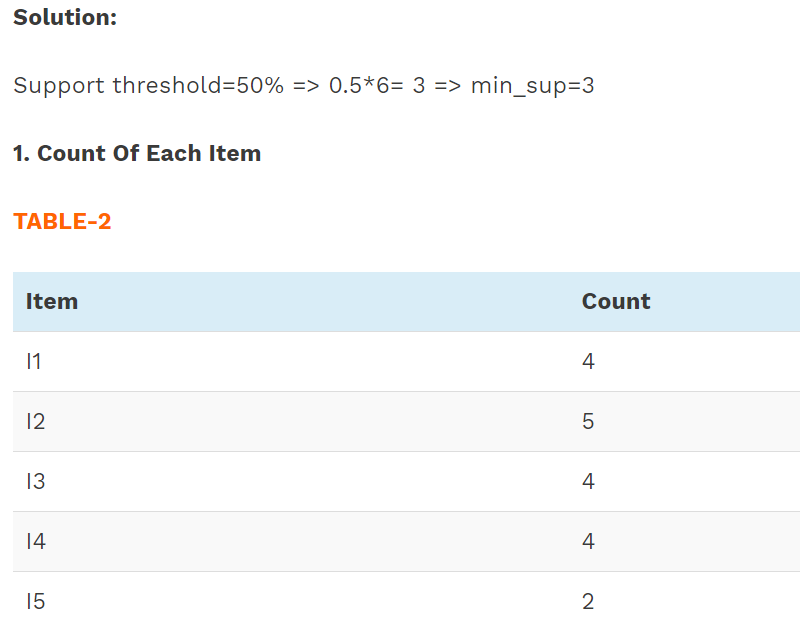 Solution:
Support threshold=50% => 0.5*6= 3 => min_sup=3
1. Count Of Each Item
TABLE-2
Item Count
I1 4
I2 5
I3 4
I4 4
I5 2